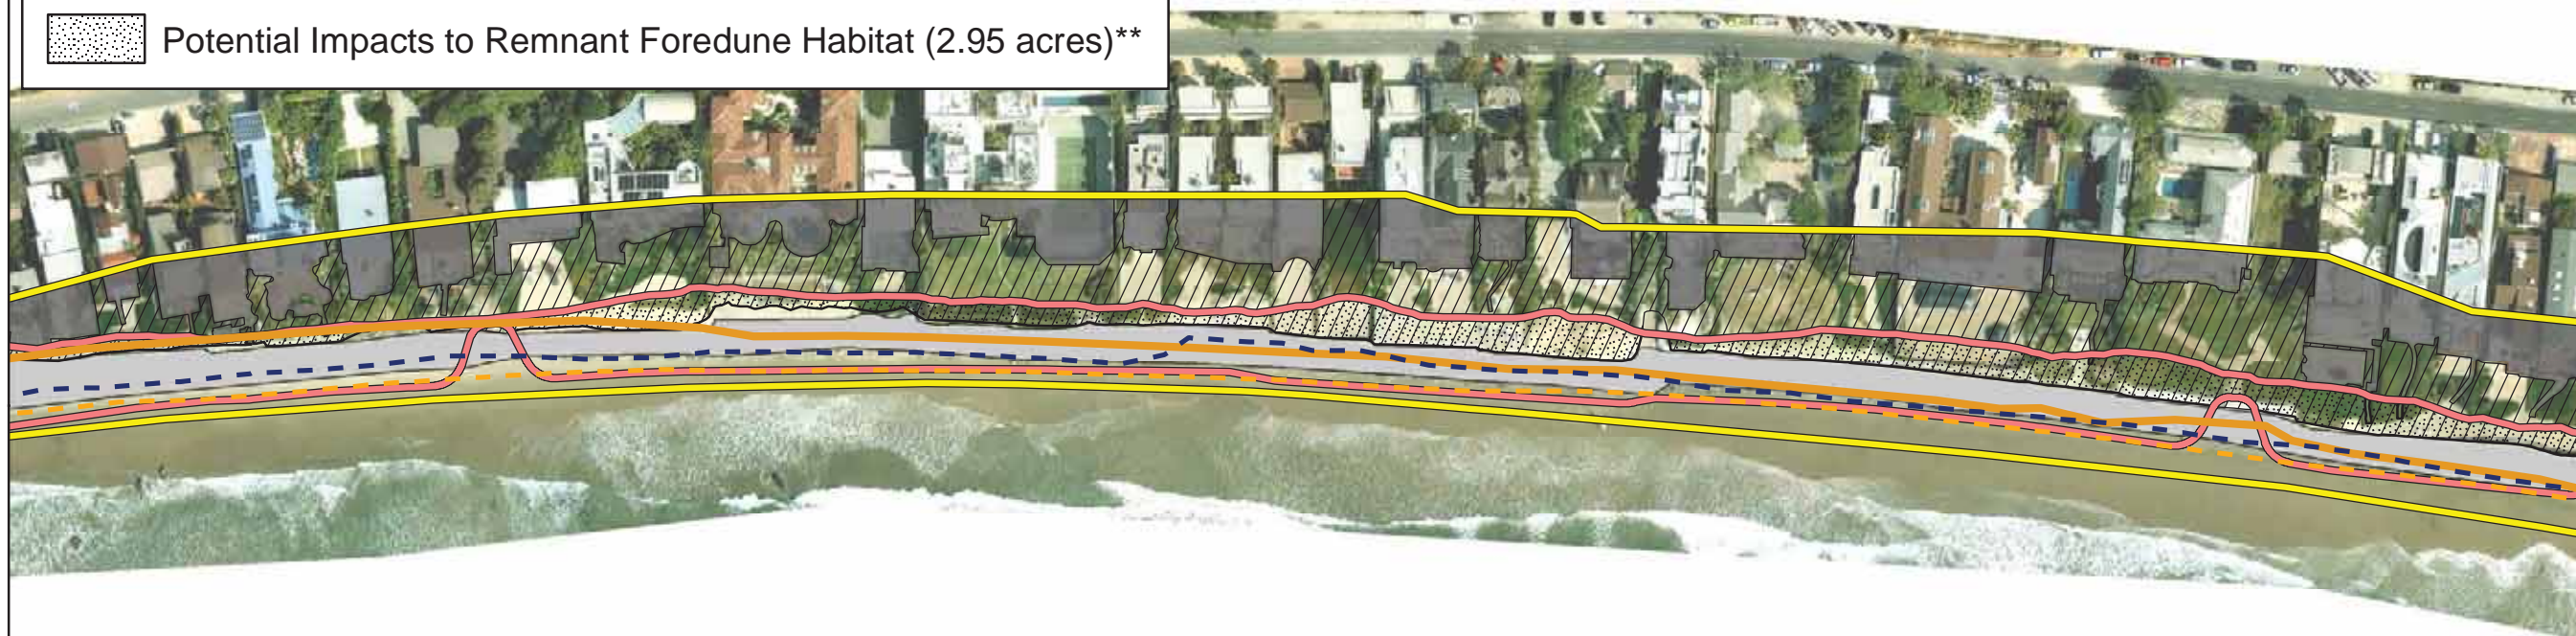 Potential Impacts to Remnant Foredune Habitat (2.95 acres)**